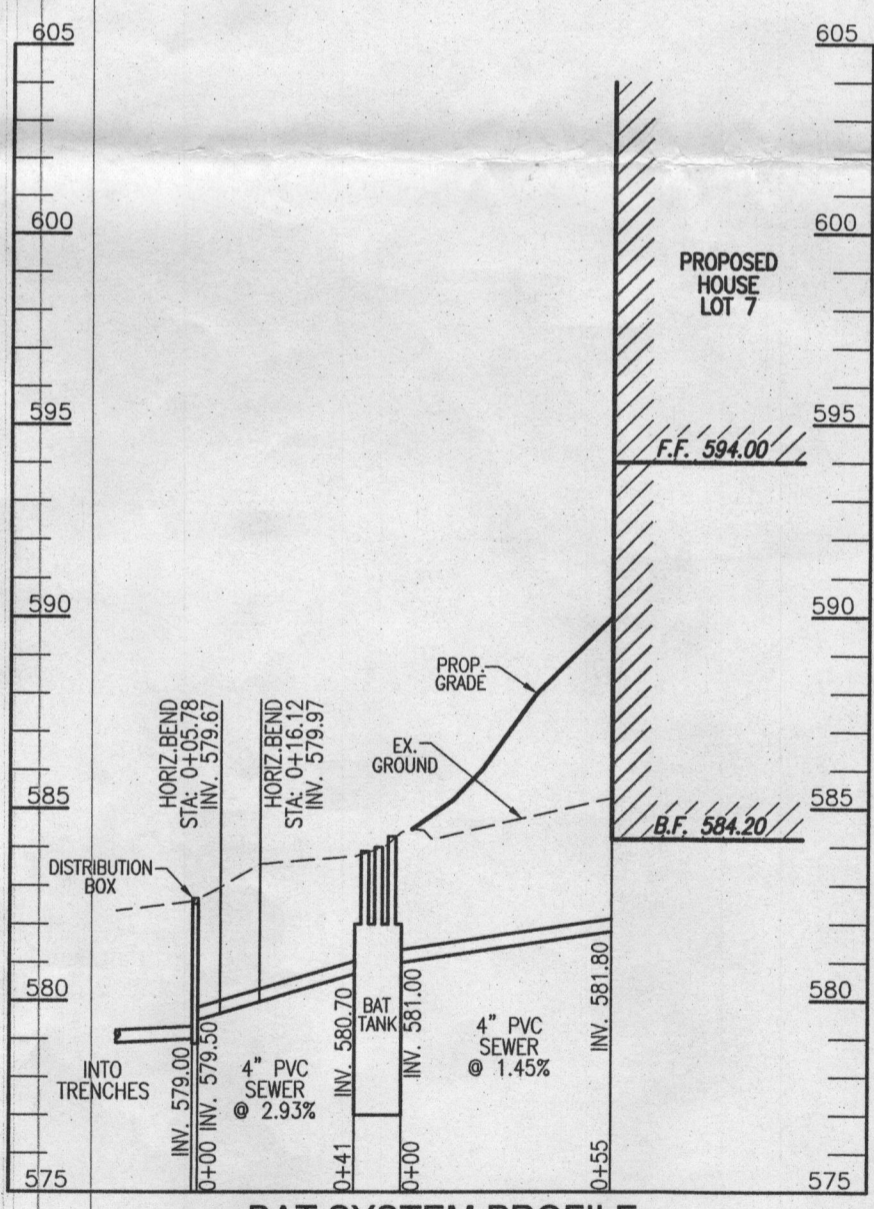 605
605
600
600
PROPOSED
HOUSE
LOT 7
595
595
F.F. 594.00
590
590
PROP.
GRADE
HORIZ.BEND
STA: 0+05.78
INV. 579.67
HORIZ.BEND
STA: 0+16.12
INV. 579.97
EX.
GROUND
585
585
B.F. 584.20
DISTRIBUTION
BOX
580
580
BAT
TANK
INTO
TRENCHES
INV. 579.00
INV. 579.50
4" PVC
SEWER
@ 2.93%
INV. 580.70
INV. 581.00
4" PVC
SEWER
@ 1.45%
INV. 581.80
0+00
0+41
0+00
0+55
575
575
BAT SYSTEM PROFILE